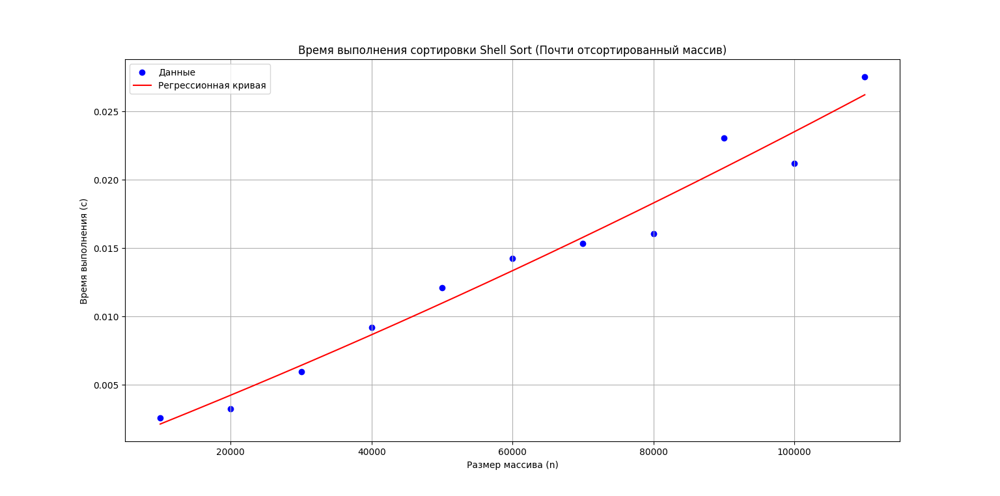 Время выполнения сортировки Shell Sort (Почти отсортированный массив)
Данные
Регрессионная кривая
0.025
0.020
0.015
0.010
0.005
Время выполнения (с)
20000
40000
60000
80000
100000
Размер массива (n)